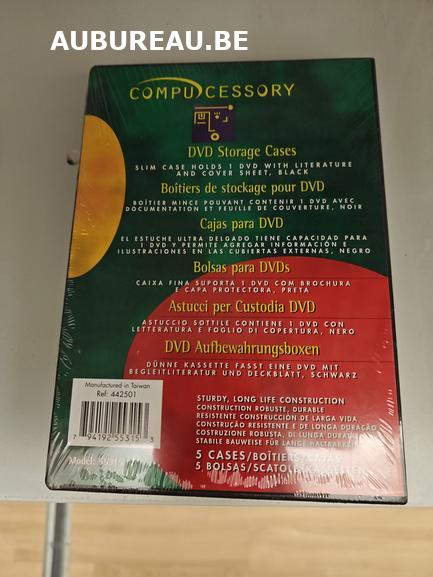 AUBUREAU.BE
COMPUCESSORY
DVD Storage Cases
SLIM CASE HOLDS 1 DVD WITH LITERATURE
AND COVER SHEET, BLACK
Boîtiers de stockage pour DVD
BOÎTIER MINCE POUVANT CONTENIR 1 DVD AVEC
DOCUMENTATION ET FEUILLE DE COUVERTURE, NOIR
Cajas para DVD
EL ESTUCHE ULTRA DELGADO TIENE CAPACIDAD PARA
1 DVD Y PERMITE AGREGAR INFORMACIÓN E
ILUSTRACIONES EN LAS CUBIERTAS EXTERNAS, NEGRO
Bolsas para DVDs
CAIXA FINA SUPORTA 1 DVD COM BROCHURA
E CAPA PROTECTORA, PRETA
Astucci per Custodia DVD
ASTUCCIO SOTTILE CONTIENE 1 DVD CON
LETTERATURA E FOGLIO DI COPERTURA, NERO
DVD Aufbewahrungsboxen
DÜNNE KASSETTE FASST EINE DVD MIT
BEGLEITLITERATUR UND DECKBLATT, SCHWARZ
Manufactured in Taiwan
Ref: 442501
7 94192 55315 3
Model: 55315
STURDY, LONG LIFE CONSTRUCTION
CONSTRUCTION ROBUSTE, DURABLE
RESISTENTE CONSTRUCCIÓN DE LARGA VIDA
CONSTRUÇÃO RESISTENTE E DE LONGA DURAÇÃO
COSTRUZIONE ROBUSTA, DI LUNGA DURATA
STABILE BAUWEISE FÜR LANGE HALTBARKEIT
5 CASES/BOÎTIERS/CAJAS
5 BOLSAS/SCATOLE/KASSETTEN